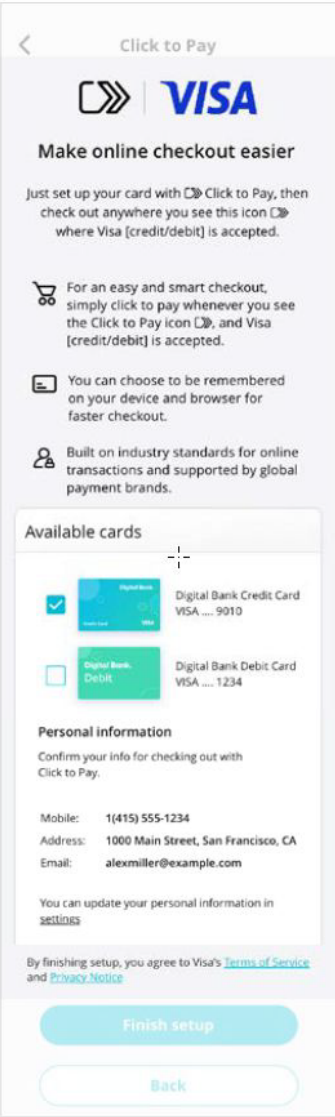 Click to Pay
VISA
Make online checkout easier
Just set up your card with Click to Pay, then
check out anywhere you see this icon
where Visa [credit/debit] is accepted.
For an easy and smart checkout,
simply click to pay whenever you see
the Click to Pay icon , and Visa
[credit/debit] is accepted.
You can choose to be remembered
on your device and browser for
faster checkout.
Built on industry standards for online
transactions and supported by global
payment brands.
Available cards
Digital Bank
Credit Card VISA
Digital Bank Credit Card
VISA .... 9010
Digital Bank.
Debit
Digital Bank Debit Card
VISA .... 1234
Personal information
Confirm your info for checking out with
Click to Pay.
Mobile: 1(415) 555-1234
Address: 1000 Main Street, San Francisco, CA
Email: alexmiller@example.com
You can update your personal information in
settings
By finishing setup, you agree to Visa's Terms of Service
and Privacy Notice
Finish setup
Back